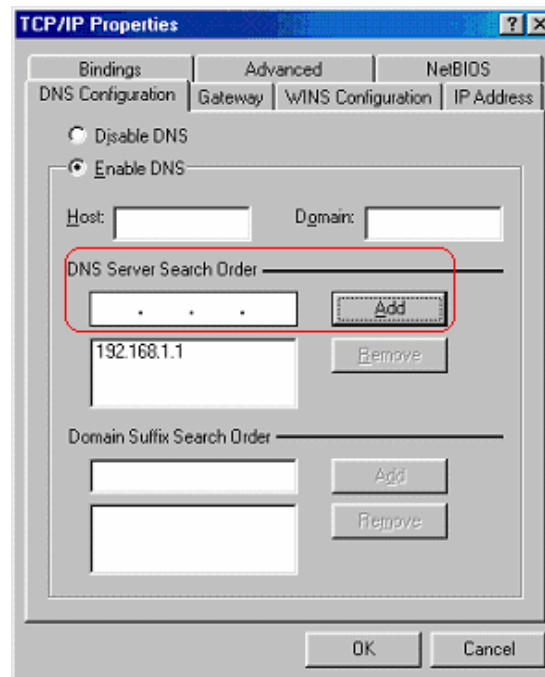 TCP/IP Properties
Bindings Advanced NetBIOS
DNS Configuration Gateway WINS Configuration IP Address
Disable DNS
Enable DNS
Host: Domain:
DNS Server Search Order
. . . Add
192.168.1.1 Remove
Domain Suffix Search Order
Add
Remove
OK Cancel